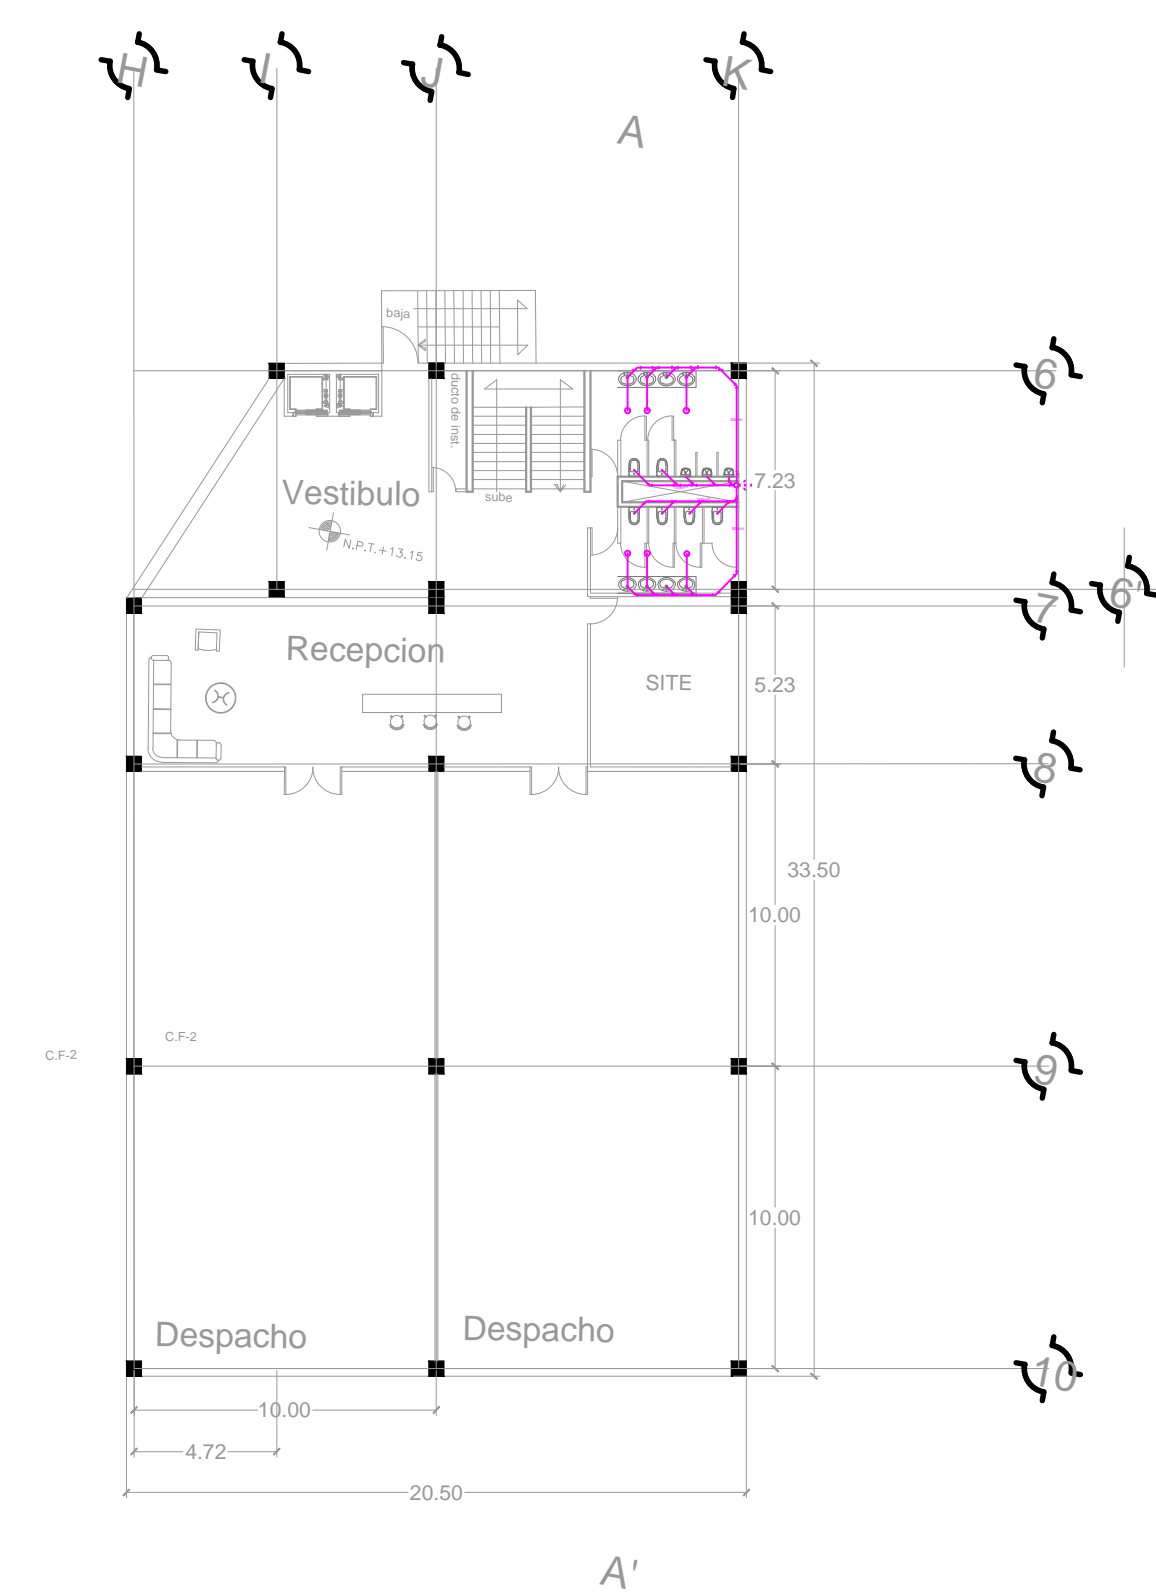 H I J K
A
baja
6
ducto de inst.
7.23
Vestibulo
sube
N.P.T.+13.15
6'
7
Recepcion
SITE
5.23
8
33.50
10.00
C.F-2
C.F-2
9
10.00
Despacho
Despacho
10
10.00
4.72
20.50
A'